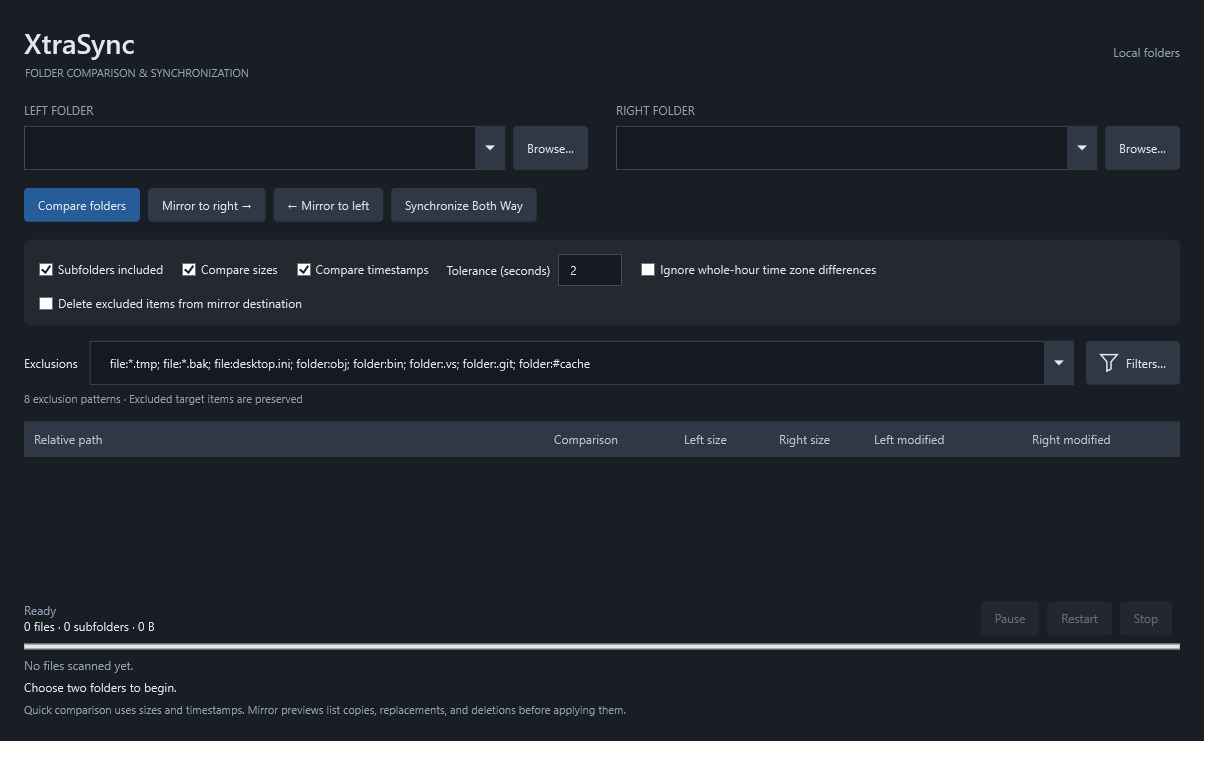 XtraSync
FOLDER COMPARISON & SYNCHRONIZATION
Local folders
LEFT FOLDER
RIGHT FOLDER
Browse...
Browse...
Compare folders
Mirror to right →
← Mirror to left
Synchronize Both Way
Subfolders included
Compare sizes
Compare timestamps
Tolerance (seconds)
2
Ignore whole-hour time zone differences
Delete excluded items from mirror destination
Exclusions
file:*.tmp; file:*.bak; file:desktop.ini; folder:obj; folder:bin; folder:.vs; folder:.git; folder:#cache
Filters...
8 exclusion patterns · Excluded target items are preserved
Relative path
Comparison
Left size
Right size
Left modified
Right modified
Ready
0 files · 0 subfolders · 0 B
Pause
Restart
Stop
No files scanned yet.
Choose two folders to begin.
Quick comparison uses sizes and timestamps. Mirror previews list copies, replacements, and deletions before applying them.